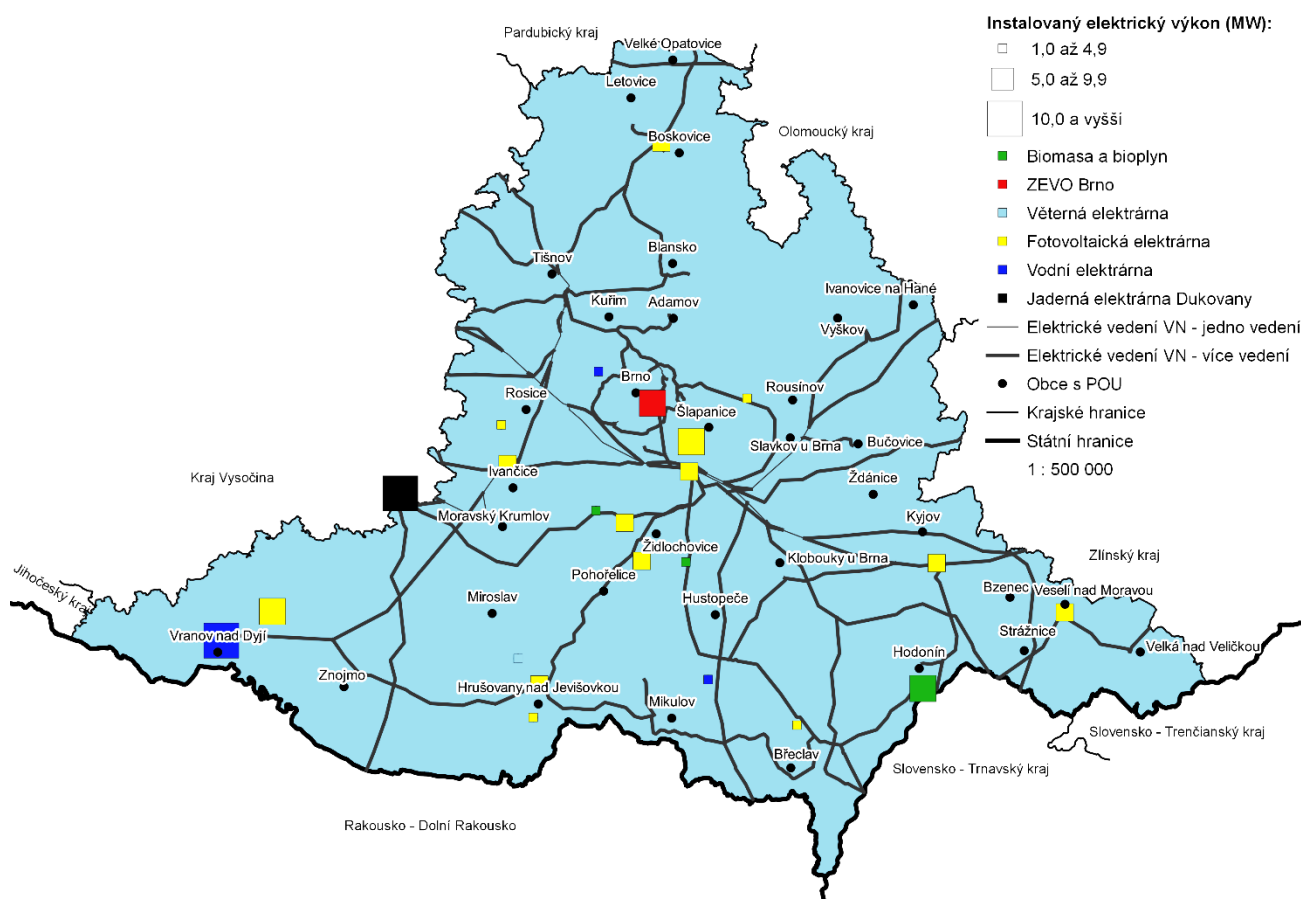 Instalovaný elektrický výkon (MW):
1,0 až 4,9
5,0 až 9,9
10,0 a vyšší
Biomasa a bioplyn
ZEVO Brno
Věterná elektrárna
Fotovoltaická elektrárna
Vodní elektrárna
Jaderná elektrárna Dukovany
Elektrické vedení VN - jedno vedení
Elektrické vedení VN - více vedení
Obce s POU
Krajské hranice
Státní hranice
1 : 500 000
Pardubický kraj
Velké Opatovice
Letovice
Boskovice
Olomoucký kraj
Blansko
Tišnov
Kuřim
Adamov
Ivanovice na Hané
Vyškov
Brno
Rousínov
Rosice
Šlapanice
Slavkov u Brna
Bučovice
Kraj Vysočina
Ivančice
Ždánice
Moravský Krumlov
Kyjov
Židlochovice
Klobouky u Brna
Zlínský kraj
Jihočeský kraj
Pohořelice
Miroslav
Hustopeče
Bzenec
Veselí nad Moravou
Vranov nad Dyjí
Strážnice
Velká nad Veličkou
Znojmo
Hodonín
Hrušovany nad Jevišovkou
Mikulov
Břeclav
Slovensko - Trenčianský kraj
Slovensko - Trnavský kraj
Rakousko - Dolní Rakousko